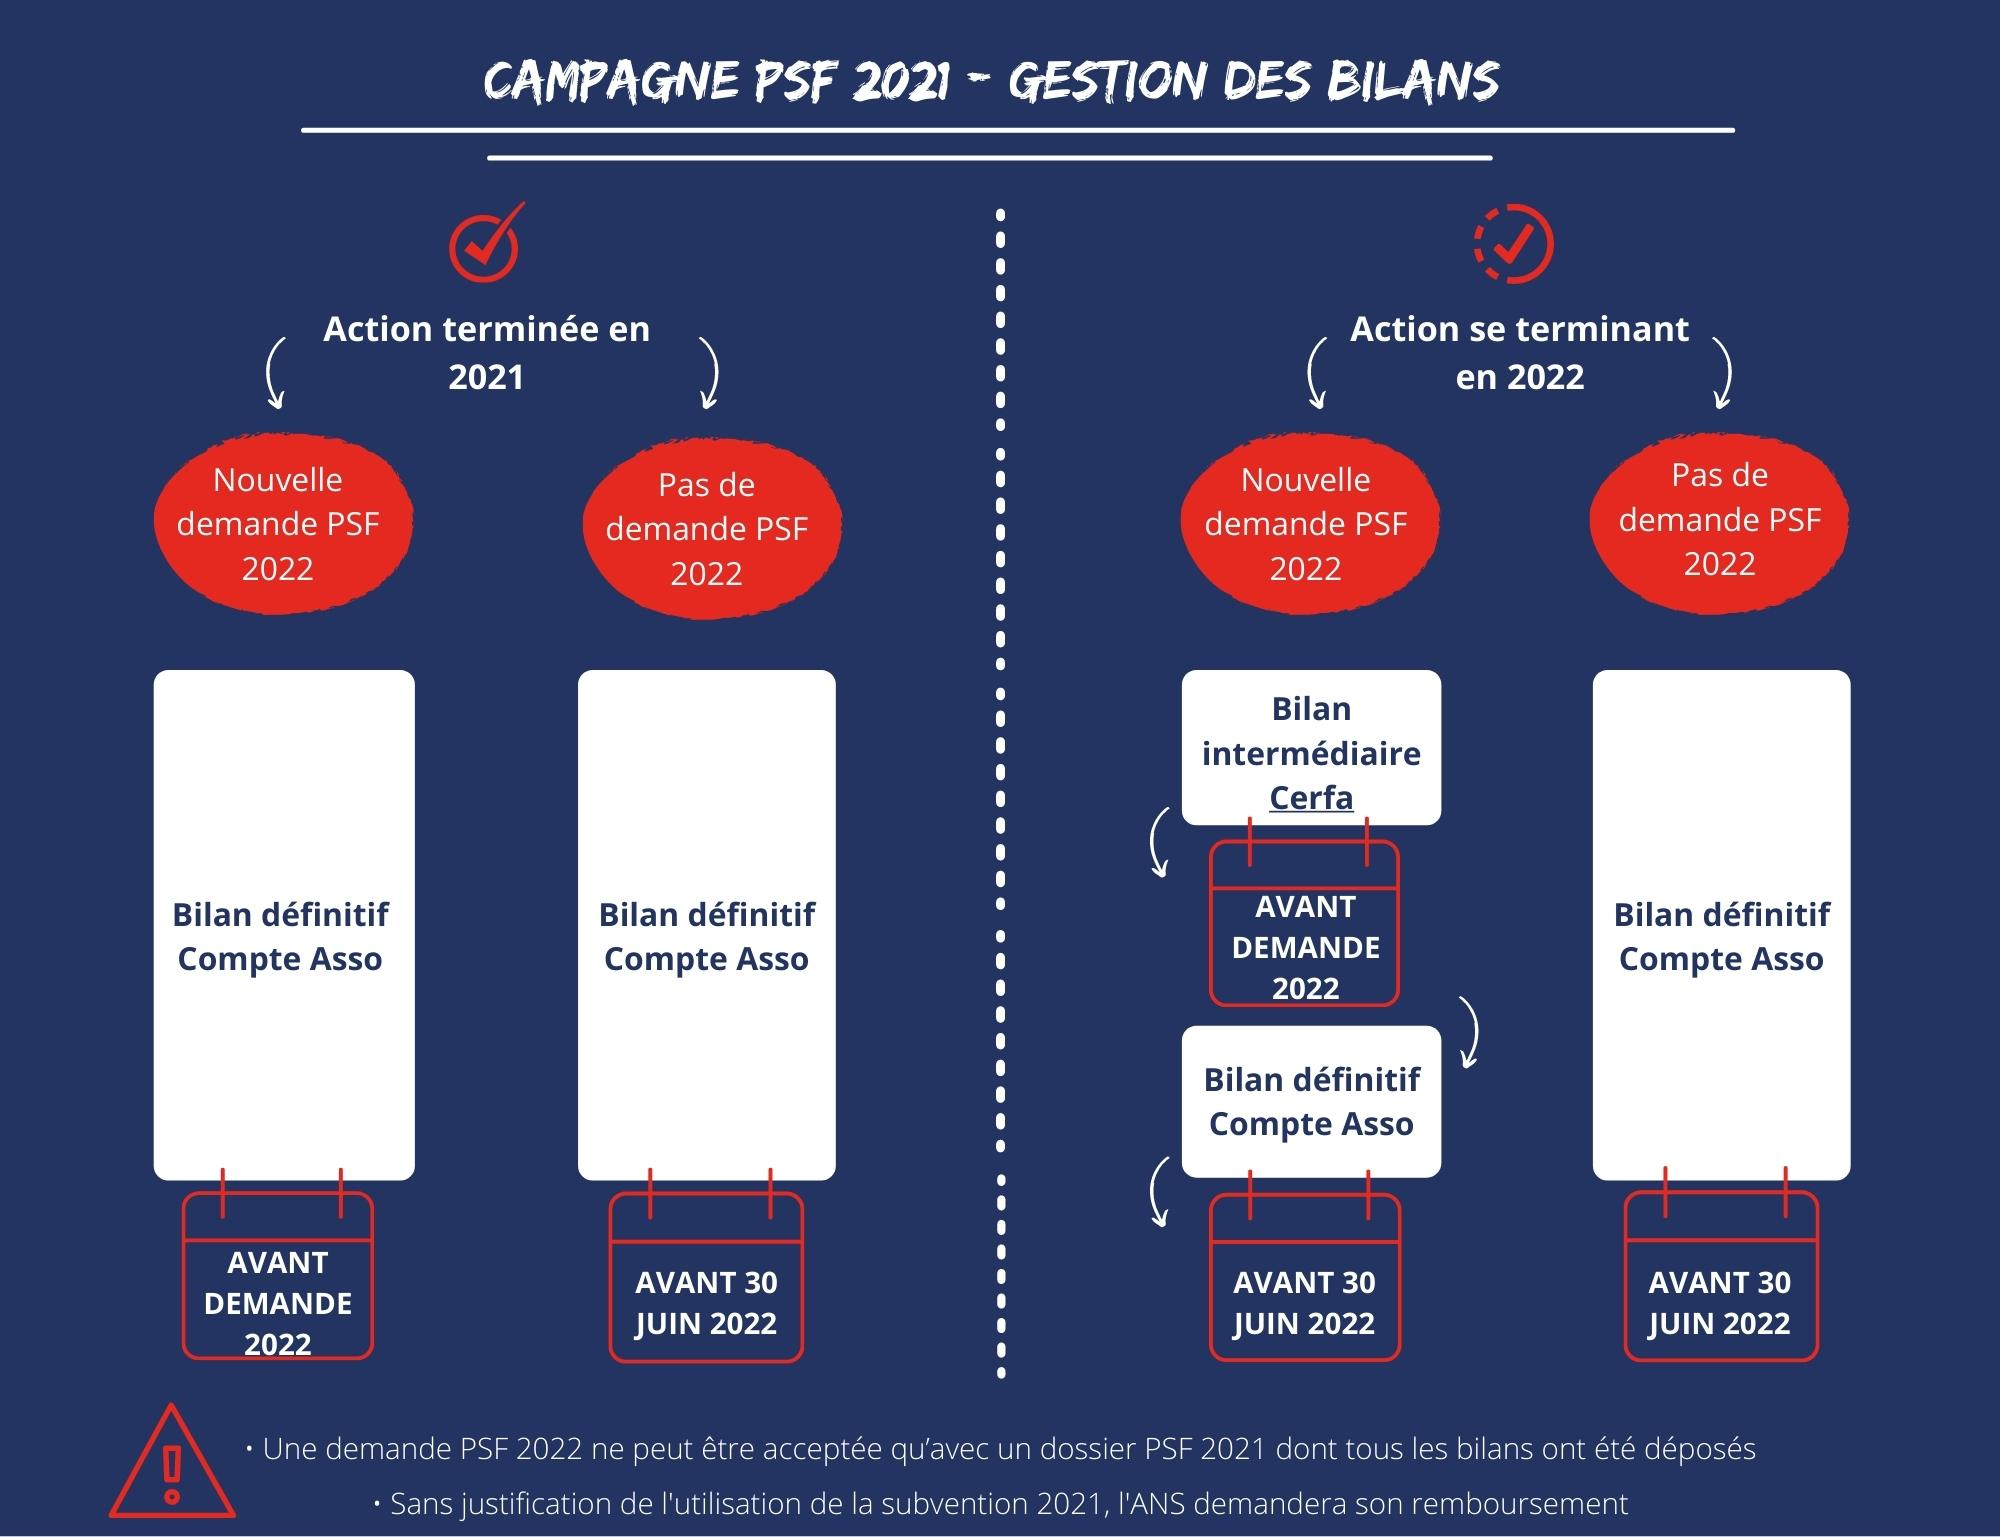 CAMPAGNE PSF 2021 - GESTION DES BILANS
Action terminée en
2021
Nouvelle
demande PSF
2022
Pas de
demande PSF
2022
Bilan définitif
Compte Asso
AVANT
DEMANDE
2022
Bilan définitif
Compte Asso
AVANT 30
JUIN 2022
Action se terminant
en 2022
Nouvelle
demande PSF
2022
Pas de
demande PSF
2022
Bilan
intermédiaire
Cerfa
AVANT
DEMANDE
2022
Bilan définitif
Compte Asso
AVANT 30
JUIN 2022
Bilan définitif
Compte Asso
AVANT 30
JUIN 2022
• Une demande PSF 2022 ne peut être acceptée qu’avec un dossier PSF 2021 dont tous les bilans ont été déposés
• Sans justification de l'utilisation de la subvention 2021, l'ANS demandera son remboursement